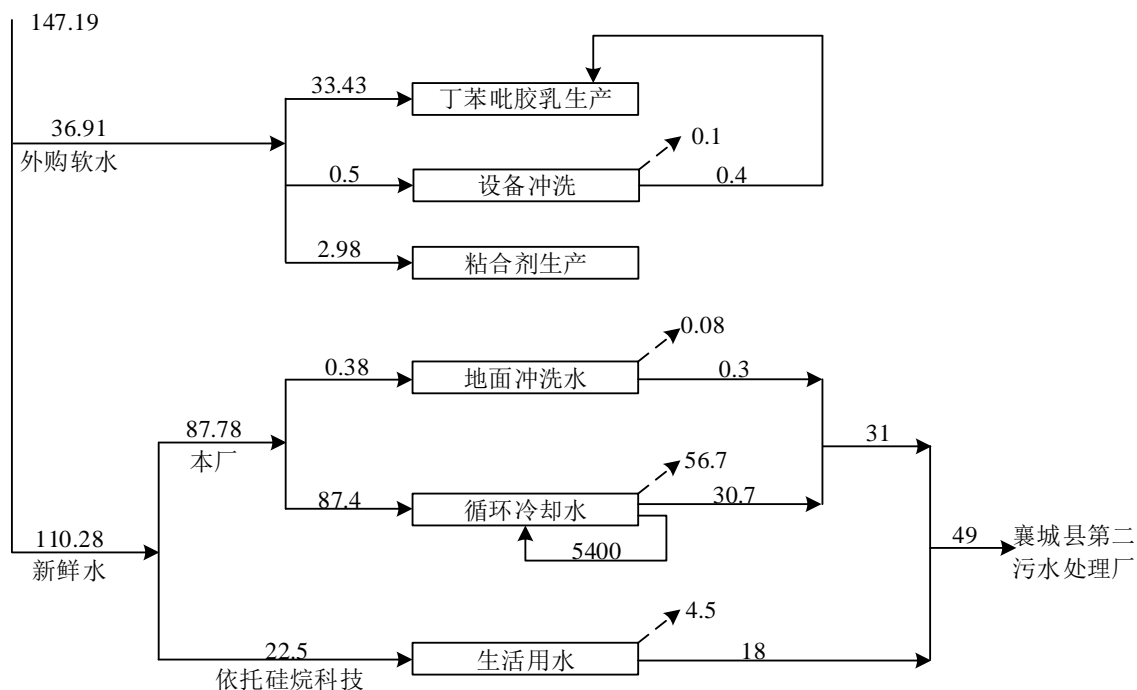 147.19
33.43
丁苯吡胶乳生产
36.91
外购软水
0.1
0.5
设备冲洗
0.4
2.98
粘合剂生产
0.08
0.38
地面冲洗水
0.3
87.78
本厂
31
56.7
87.4
循环冷却水
30.7
110.28
新鲜水
5400
49
襄城县第二
污水处理厂
4.5
22.5
依托硅烷科技
生活用水
18